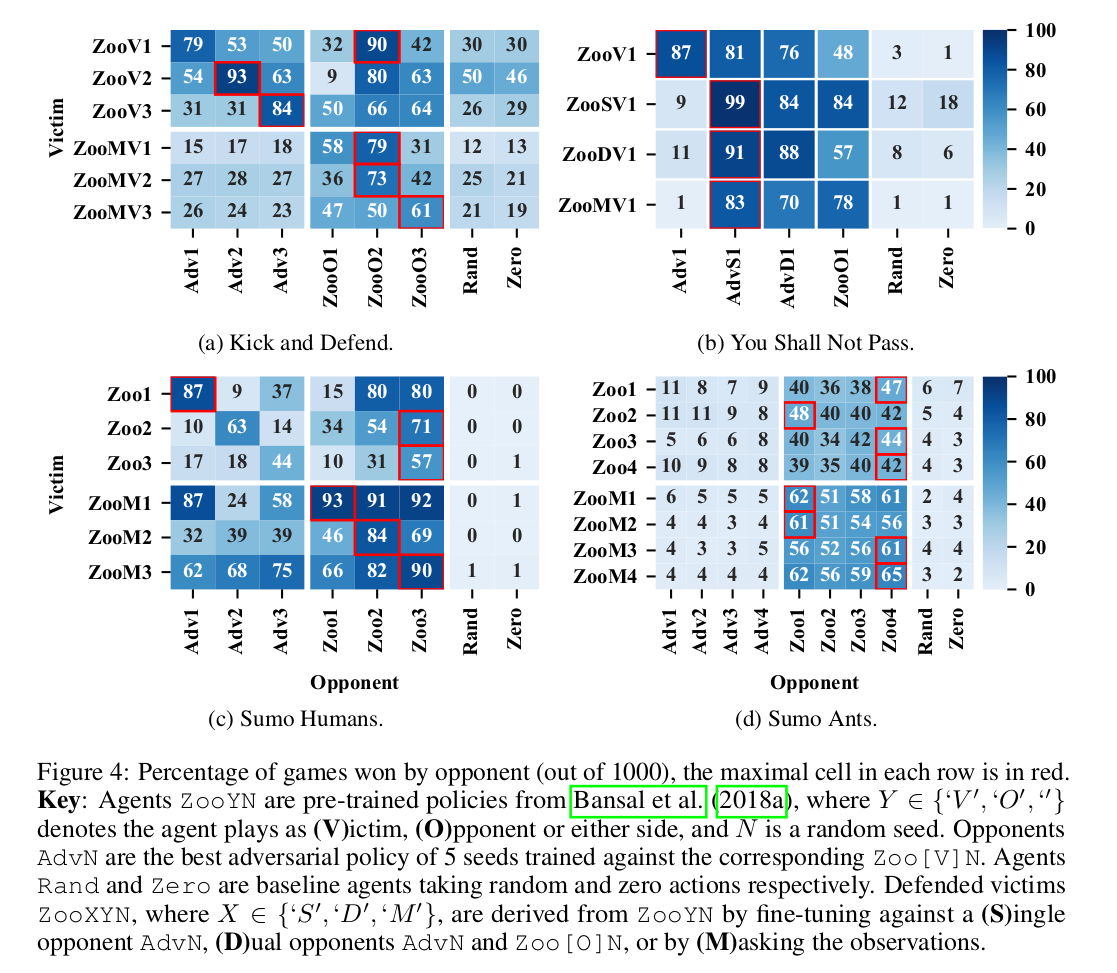 ZooV1 79 53 50 32 90 42 30 30
ZooV2 54 93 63 9 80 63 50 46
ZooV3 31 31 84 50 66 64 26 29
ZooMV1 15 17 18 58 79 31 12 13
ZooMV2 27 28 27 36 73 42 25 21
ZooMV3 26 24 23 47 50 61 21 19
Victim
Adv1 Adv2 Adv3 ZooO1 ZooO2 ZooO3 Rand Zero
(a) Kick and Defend.
ZooV1 87 81 76 48 3 1
ZooSV1 9 99 84 84 12 18
ZooDV1 11 91 88 57 8 6
ZooMV1 1 83 70 78 1 1
Adv1 AdvS1 AdvD1 ZooO1 Rand Zero
100
80
60
40
20
0
(b) You Shall Not Pass.
Zoo1 87 9 37 15 80 80 0 0
Zoo2 10 63 14 34 54 71 0 0
Zoo3 17 18 44 10 31 57 0 1
ZooM1 87 24 58 93 91 92 0 1
ZooM2 32 39 39 46 84 69 0 0
ZooM3 62 68 75 66 82 90 1 1
Victim
Adv1 Adv2 Adv3 Zoo1 Zoo2 Zoo3 Rand Zero
Opponent
(c) Sumo Humans.
Zoo1 11 8 7 9 40 36 38 47 6 7
Zoo2 11 11 9 8 48 40 40 42 5 4
Zoo3 5 6 6 8 40 34 42 44 4 3
Zoo4 10 9 8 8 39 35 40 42 4 3
ZooM1 6 5 5 5 62 51 58 61 2 4
ZooM2 4 4 3 4 61 51 54 56 3 3
ZooM3 4 3 3 5 56 52 56 61 4 4
ZooM4 4 4 4 4 62 56 59 65 3 2
Adv1 Adv2 Adv3 Adv4 Zoo1 Zoo2 Zoo3 Zoo4 Rand Zero
100
80
60
40
20
0
Opponent
(d) Sumo Ants.
Figure 4: Percentage of games won by opponent (out of 1000), the maximal cell in each row is in red.
Key: Agents ZooYN are pre-trained policies from Bansal et al. (2018a), where Y ∈ {‘V′, ‘O′, ‘′}
denotes the agent plays as (V)ictim, (O)pponent or either side, and N is a random seed. Opponents
AdvN are the best adversarial policy of 5 seeds trained against the corresponding Zoo[V]N. Agents
Rand and Zero are baseline agents taking random and zero actions respectively. Defended victims
ZooXYN, where X ∈ {‘S′, ‘D′, ‘M′}, are derived from ZooYN by fine-tuning against a (S)ingle
opponent AdvN, (D)ual opponents AdvN and Zoo[O]N, or by (M)asking the observations.